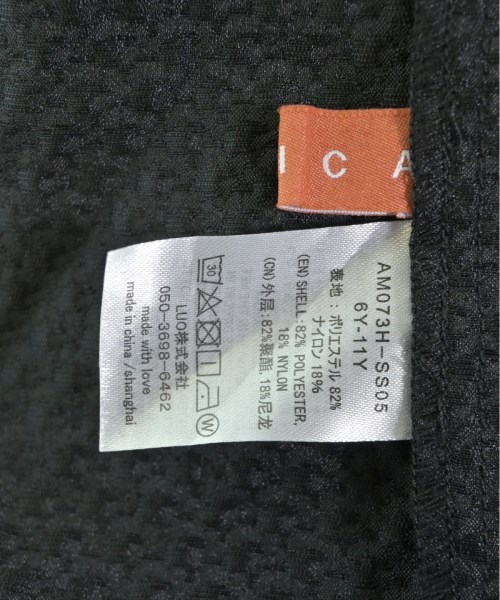 I C A
AM073H-SS05
6Y-11Y
表地：ポリエステル 82%
ナイロン 18%
(EN) SHELL : 82% POLYESTER,
18% NYLON
(CN) 外层 : 82%聚酯, 18%尼龙
30
W
LUO株式会社
050-3698-6462
made with love
made in china / shanghai